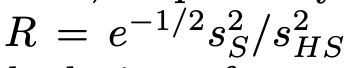 R = e^{-1/2} s_S^2 / s_{HS}^2